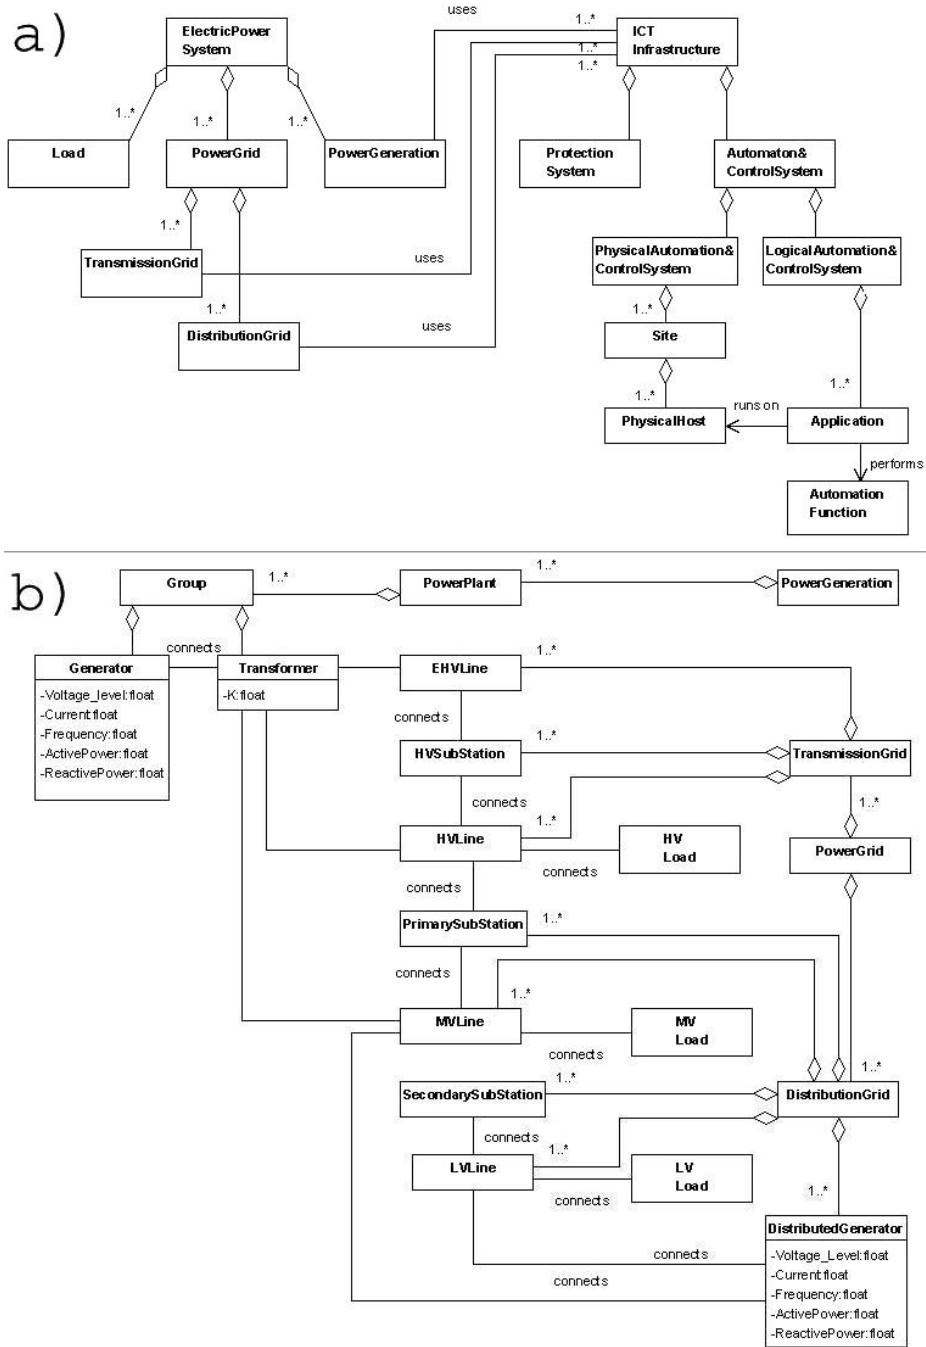 a)
uses
ElectricPower
System
1..*
ICT
Infrastructure
1..*
1..*
1..*
1..*
1..*
Load
PowerGrid
PowerGeneration
Protection
System
Automaton&
ControlSystem
1..*
TransmissionGrid
uses
PhysicalAutomation&
ControlSystem
LogicalAutomation&
ControlSystem
1..*
DistributionGrid
uses
1..*
Site
1..*
1..*
PhysicalHost
runs on
Application
performs
Automation
Function
b)
Group
1..*
PowerPlant
1..*
PowerGeneration
connects
Generator
-Voltage_level:float
-Current:float
-Frequency:float
-ActivePower:float
-ReactivePower:float
Transformer
-K:float
EHVLine
1..*
connects
HVSubStation
1..*
TransmissionGrid
connects
1..*
1..*
HVLine
HV
Load
PowerGrid
connects
connects
PrimarySubStation
1..*
connects
1..*
MVLine
MV
Load
connects
SecondarySubStation
1..*
1..*
DistributionGrid
connects
1..*
LVLine
LV
Load
connects
1..*
DistributedGenerator
-Voltage_Level:float
-Current:float
-Frequency:float
-ActivePower:float
-ReactivePower:float
connects
connects